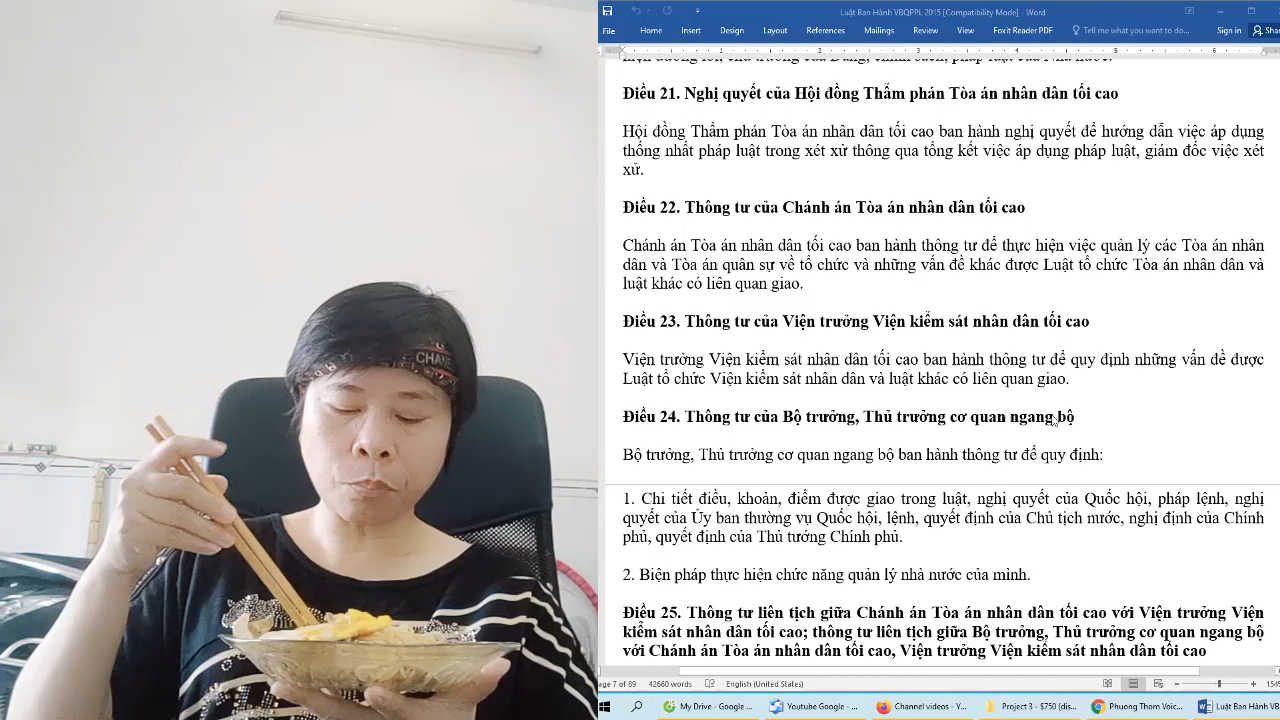 Luật Ban Hành VBQPPL 2015 [Compatibility Mode] - Word
File Home Insert Design Layout References Mailings Review View Foxit Reader PDF Tell me what you want to do... Sign in Shar
1 2 3 4 5 6
Điều 21. Nghị quyết của Hội đồng Thẩm phán Tòa án nhân dân tối cao
Hội đồng Thẩm phán Tòa án nhân dân tối cao ban hành nghị quyết để hướng dẫn việc áp dụng
thống nhất pháp luật trong xét xử thông qua tổng kết việc áp dụng pháp luật, giám đốc việc xét
xử.
Điều 22. Thông tư của Chánh án Tòa án nhân dân tối cao
Chánh án Tòa án nhân dân tối cao ban hành thông tư để thực hiện việc quản lý các Tòa án nhân
dân và Tòa án quân sự về tổ chức và những vấn đề khác được Luật tổ chức Tòa án nhân dân và
luật khác có liên quan giao.
Điều 23. Thông tư của Viện trưởng Viện kiểm sát nhân dân tối cao
Viện trưởng Viện kiểm sát nhân dân tối cao ban hành thông tư để quy định những vấn đề được
Luật tổ chức Viện kiểm sát nhân dân và luật khác có liên quan giao.
CHAN
Điều 24. Thông tư của Bộ trưởng, Thủ trưởng cơ quan ngang bộ
Bộ trưởng, Thủ trưởng cơ quan ngang bộ ban hành thông tư để quy định:
1. Chi tiết điều, khoản, điểm được giao trong luật, nghị quyết của Quốc hội, pháp lệnh, nghị
quyết của Ủy ban thường vụ Quốc hội, lệnh, quyết định của Chủ tịch nước, nghị định của Chính
phủ, quyết định của Thủ tướng Chính phủ.
2. Biện pháp thực hiện chức năng quản lý nhà nước của mình.
Điều 25. Thông tư liên tịch giữa Chánh án Tòa án nhân dân tối cao với Viện trưởng Viện
kiểm sát nhân dân tối cao; thông tư liên tịch giữa Bộ trưởng, Thủ trưởng cơ quan ngang bộ
với Chánh án Tòa án nhân dân tối cao, Viện trưởng Viện kiểm sát nhân dân tối cao
age 7 of 89 42660 words English (United States) 154%
My Drive - Google ... Youtube - Google ... Channel videos - Y... Project 3 - $750 (dis... Phuong Thom Voic... Luật Ban Hành VB...